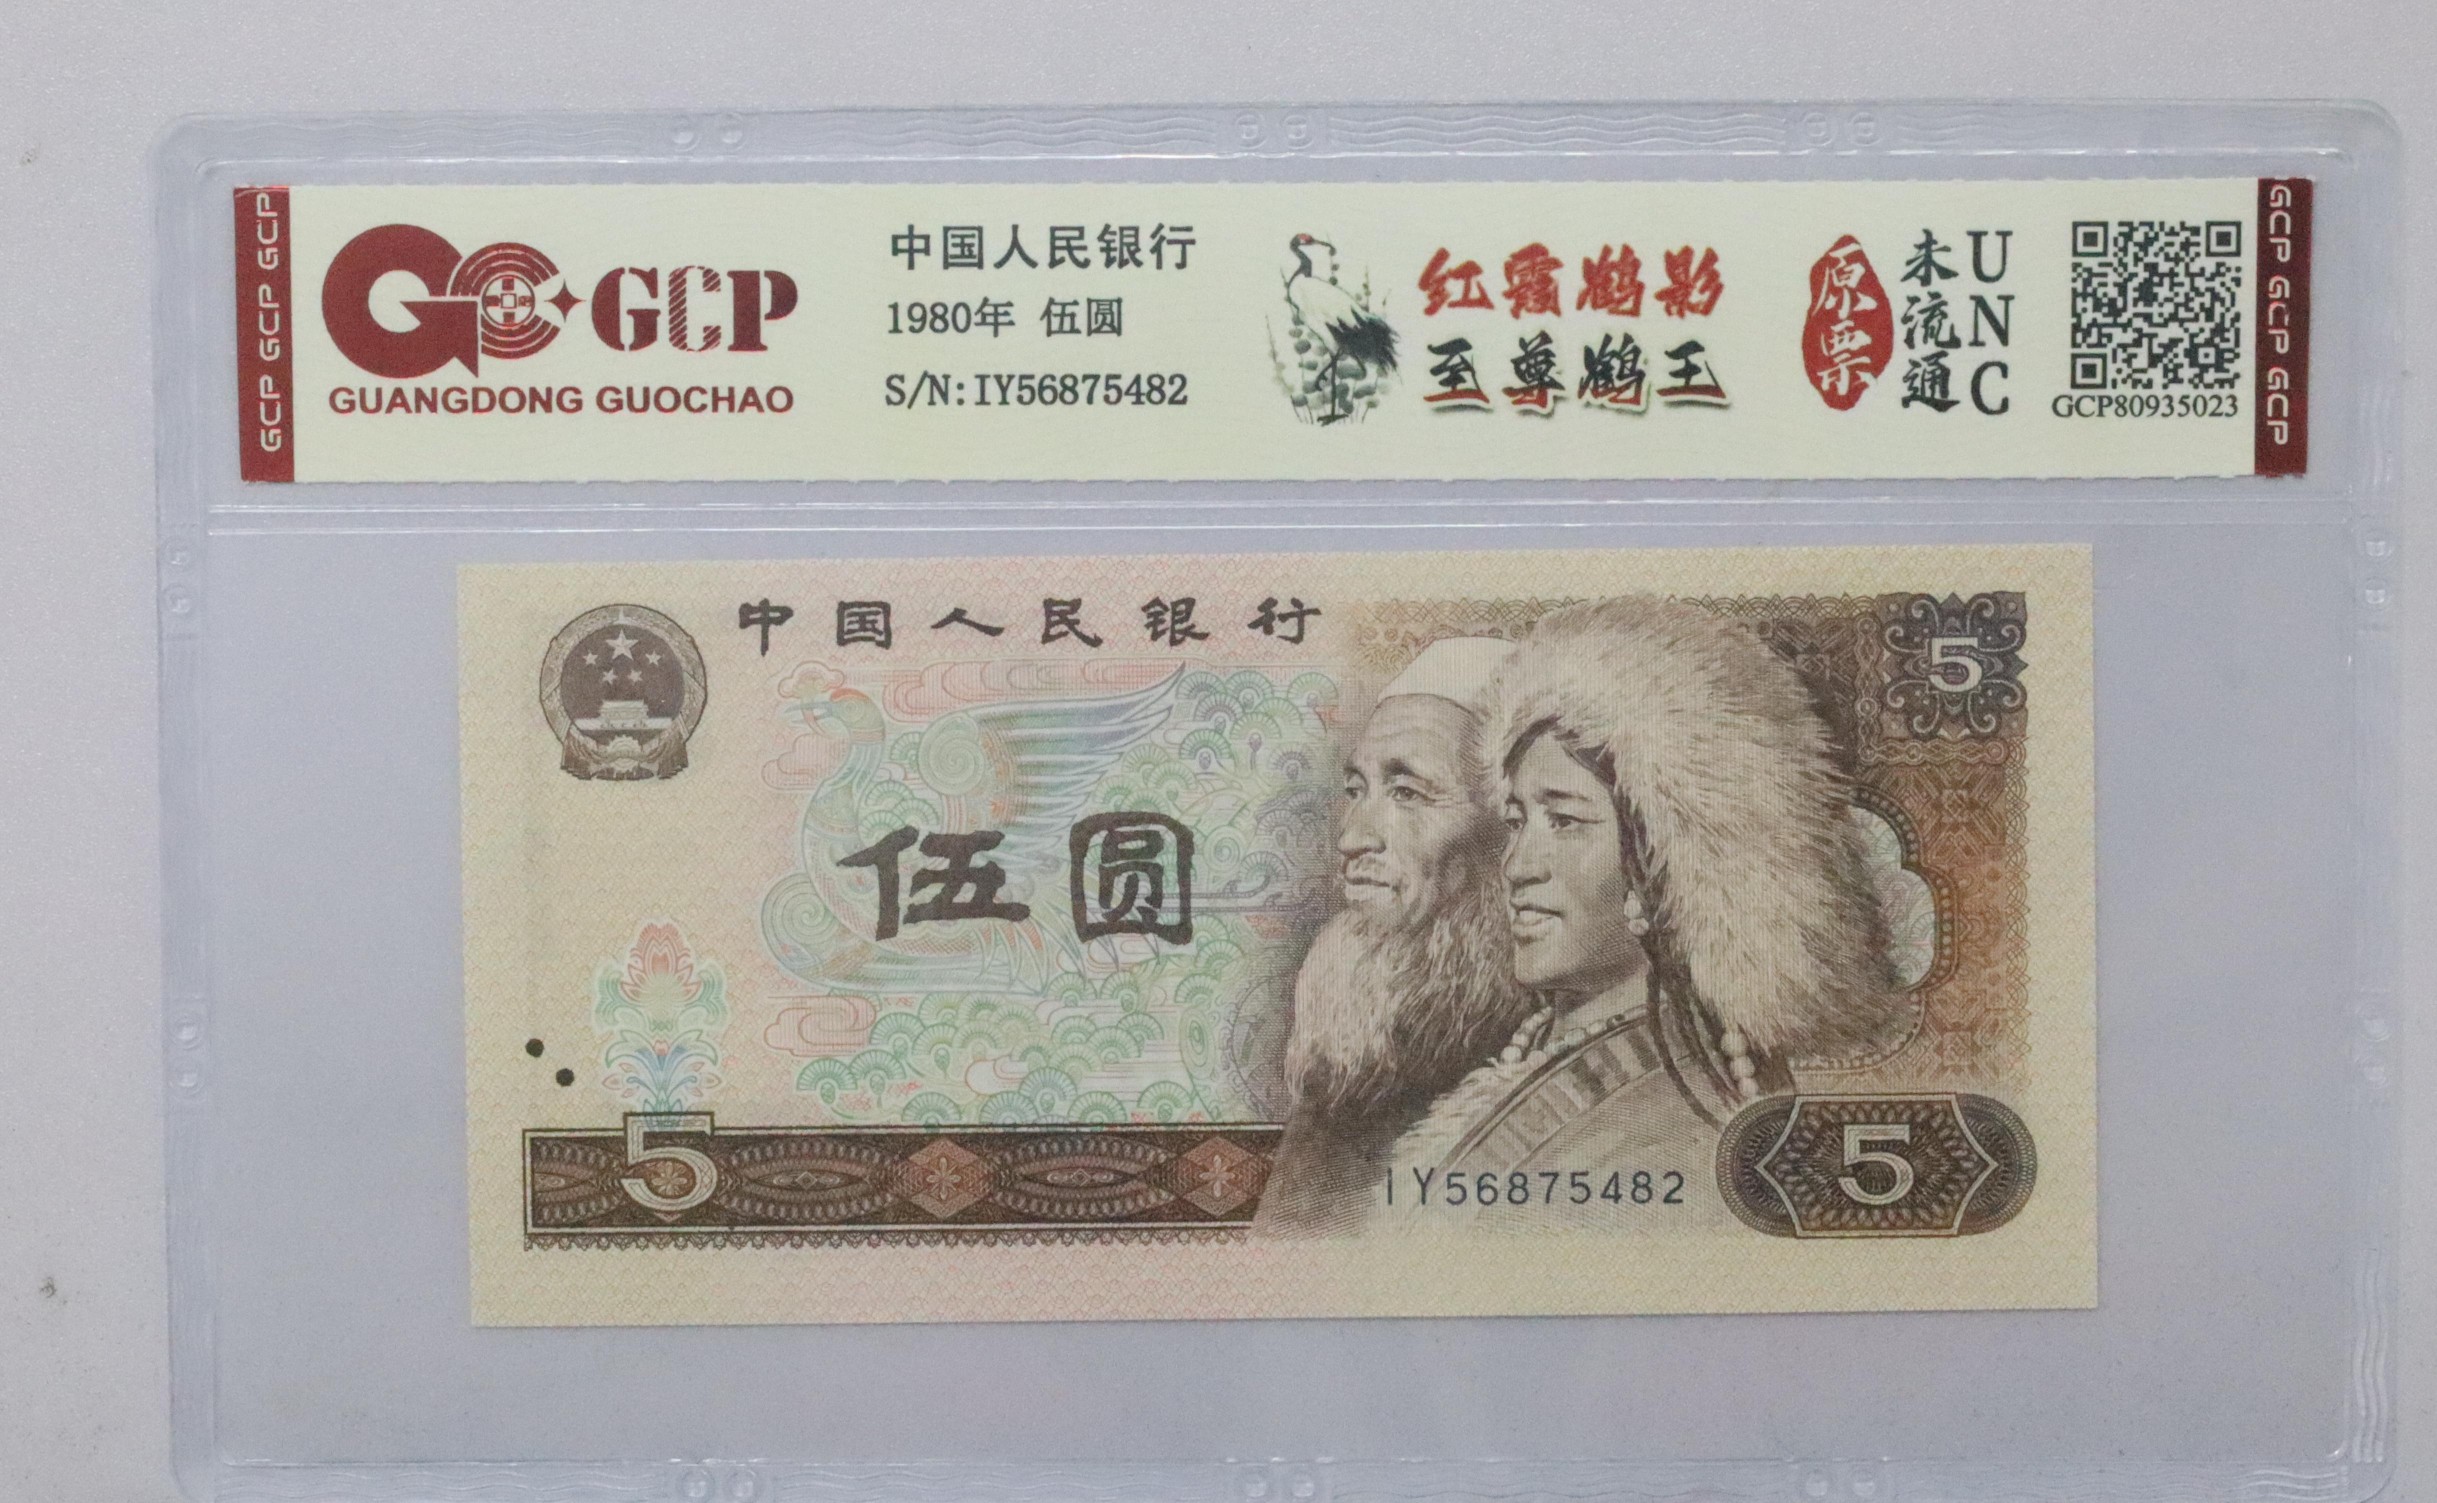 GCP GCP GCP
GCP
GUANGDONG GUOCHAO
中国人民银行
1980年 伍圆
S/N: IY56875482
红霞鹤影
至尊鹤王
原票
未流通
UNC
GCP80935023
GCP GCP GCP
中国人民银行
5
伍圆
5
IY56875482
5